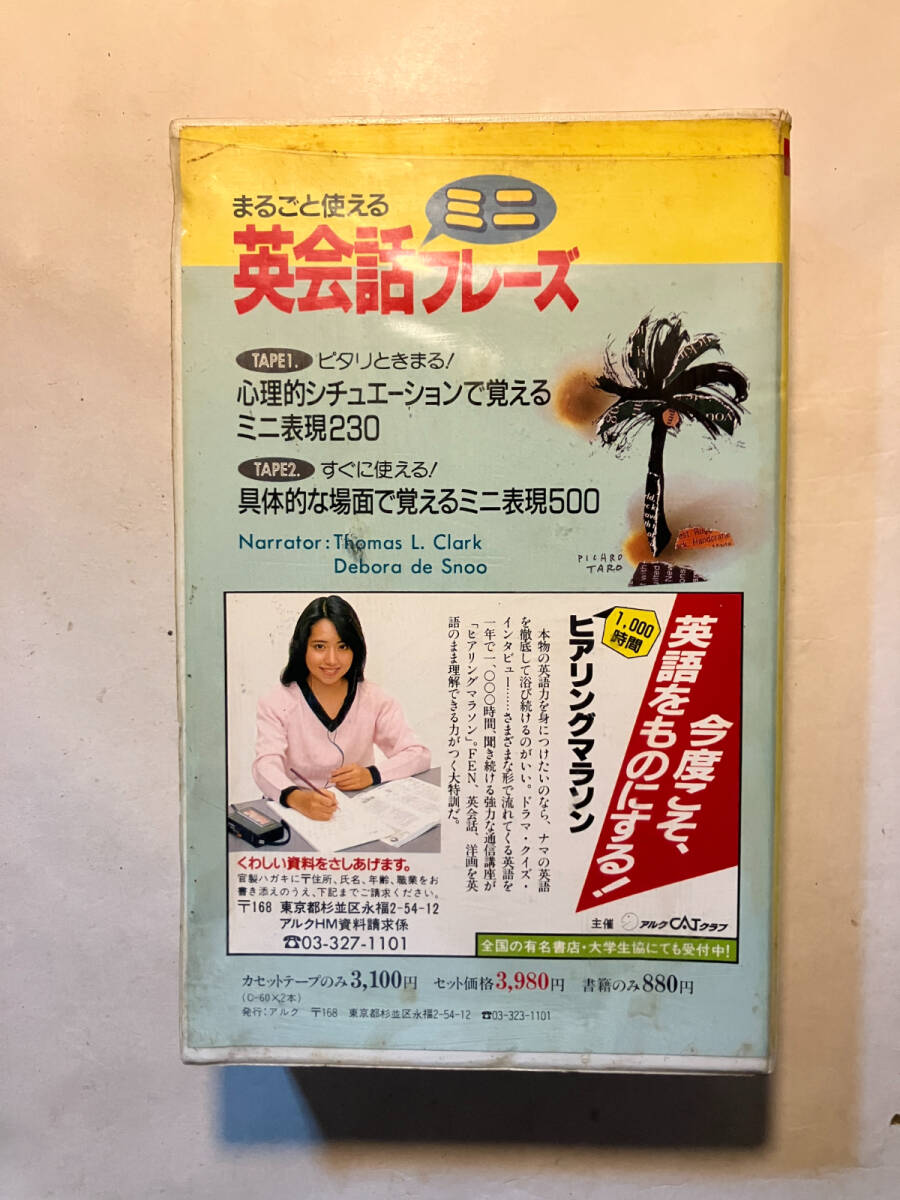 まるごと使える
ミニ
英会話フレーズ
TAPE1. ピタリときまる!
心理的シチュエーションで覚える
ミニ表現230
TAPE2. すぐに使える!
具体的な場面で覚えるミニ表現500
Narrator: Thomas L. Clark
Debora de Snoo
PICARO
TARO
今度こそ、
英語をものにする!
1,000
時間
ヒアリングマラソン
本物の英語力を身につけたいのなら、ナマの英語
を徹底して浴び続けるのがいい。ドラマ・クイズ・
インタビュー……さまざまな形で流れてくる英語を
一年で一、〇〇〇時間、聞き続ける強力な通信講座が
「ヒアリングマラソン」。FEN、英会話、洋画を英
語のまま理解できる力がつく大特訓だ。
くわしい資料をさしあげます。
官製ハガキに〒住所、氏名、年齢、職業をお
書き添えのうえ、下記までご請求ください。
〒168 東京都杉並区永福2-54-12
アルクHM資料請求係
☎03-327-1101
主催 アルク CATクラブ
全国の有名書店・大学生協にても受付中!
カセットテープのみ3,100円 セット価格3,980円 書籍のみ880円
(C-60×2本)
発行:アルク 〒168 東京都杉並区永福2-54-12 ☎03-323-1101